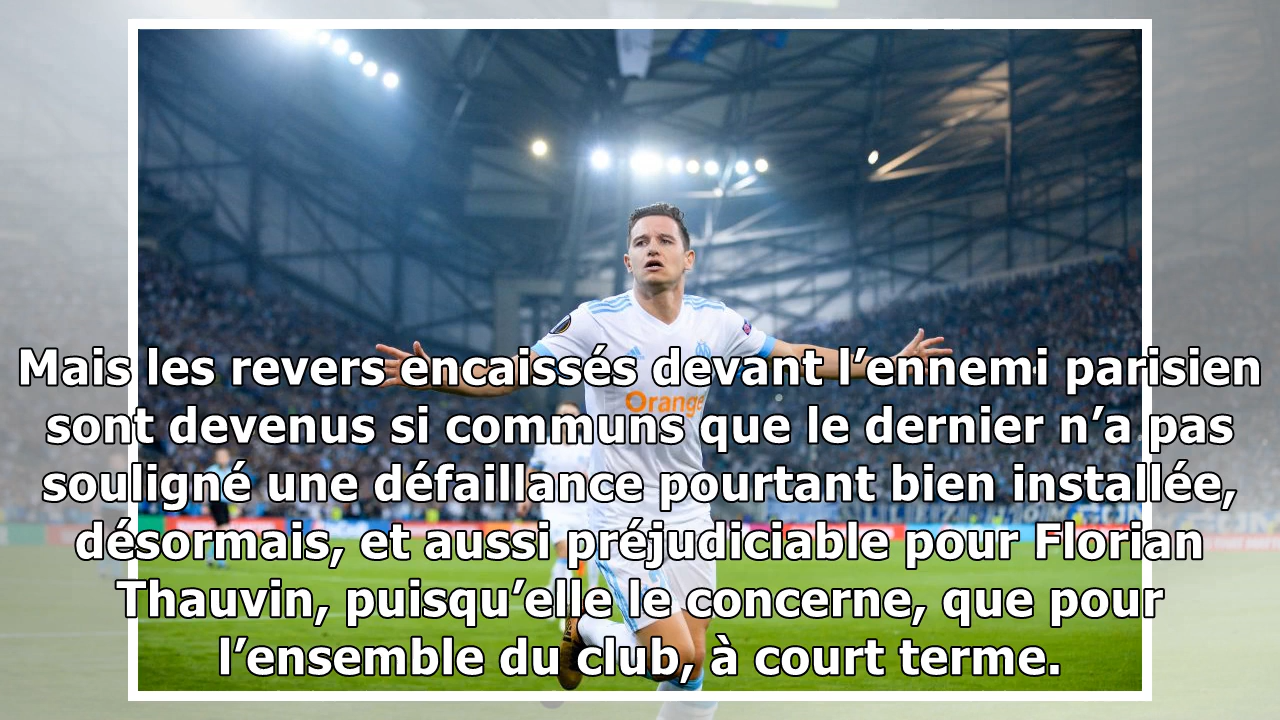 Mais les revers encaissés devant l’ennemi parisien
sont devenus si communs que le dernier n’a pas
souligné une défaillance pourtant bien installée,
désormais, et aussi préjudiciable pour Florian
Thauvin, puisqu’elle le concerne, que pour
l’ensemble du club, à court terme.
Orange